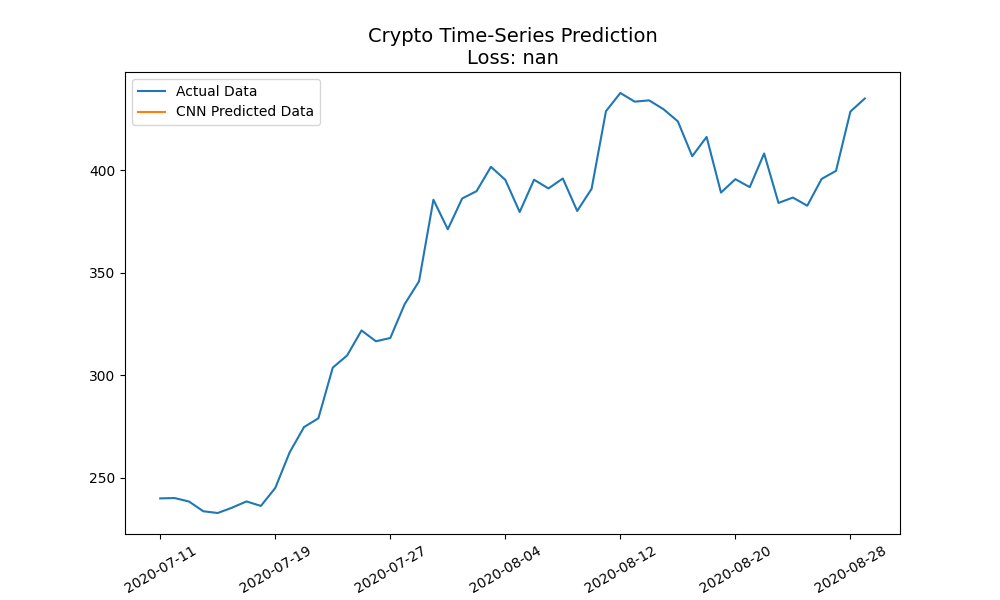 Crypto Time-Series Prediction
Loss: nan
Actual Data
CNN Predicted Data
400
350
300
250
2020-07-11
2020-07-19
2020-07-27
2020-08-04
2020-08-12
2020-08-20
2020-08-28